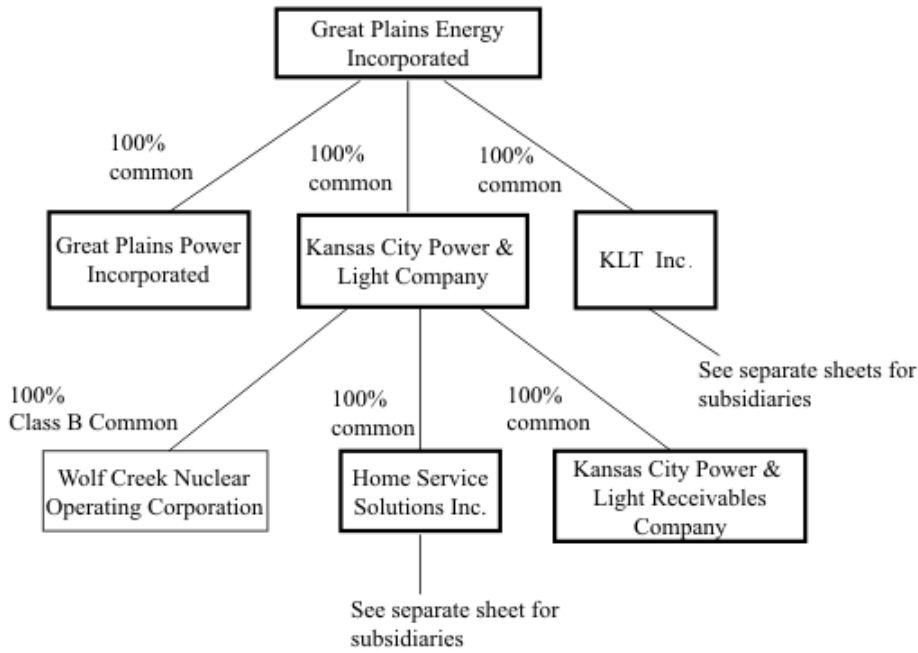 Great Plains Energy
Incorporated
100%
common
100%
common
100%
common
Great Plains Power
Incorporated
Kansas City Power &
Light Company
KLT Inc.
See separate sheets for
subsidiaries
100%
Class B Common
100%
common
100%
common
Wolf Creek Nuclear
Operating Corporation
Home Service
Solutions Inc.
Kansas City Power &
Light Receivables
Company
See separate sheet for
subsidiaries